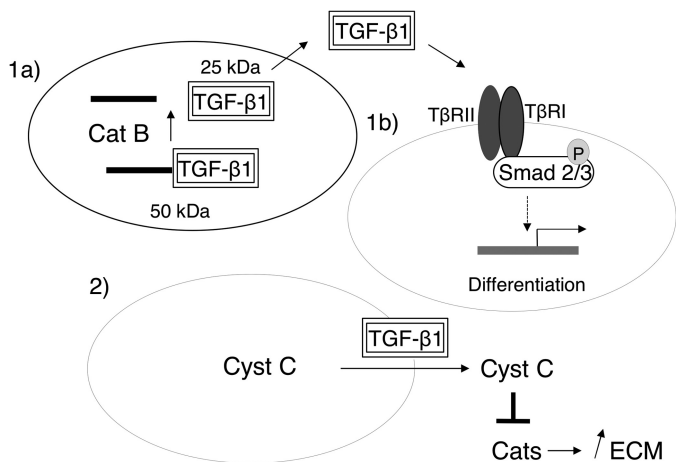 TGF-β1
1a)
25 kDa
TGF-β1
Cat B
TGF-β1
50 kDa
1b)
TβRII
TβRI
P
Smad 2/3
Differentiation
2)
TGF-β1
Cyst C
Cyst C
Cats
ECM